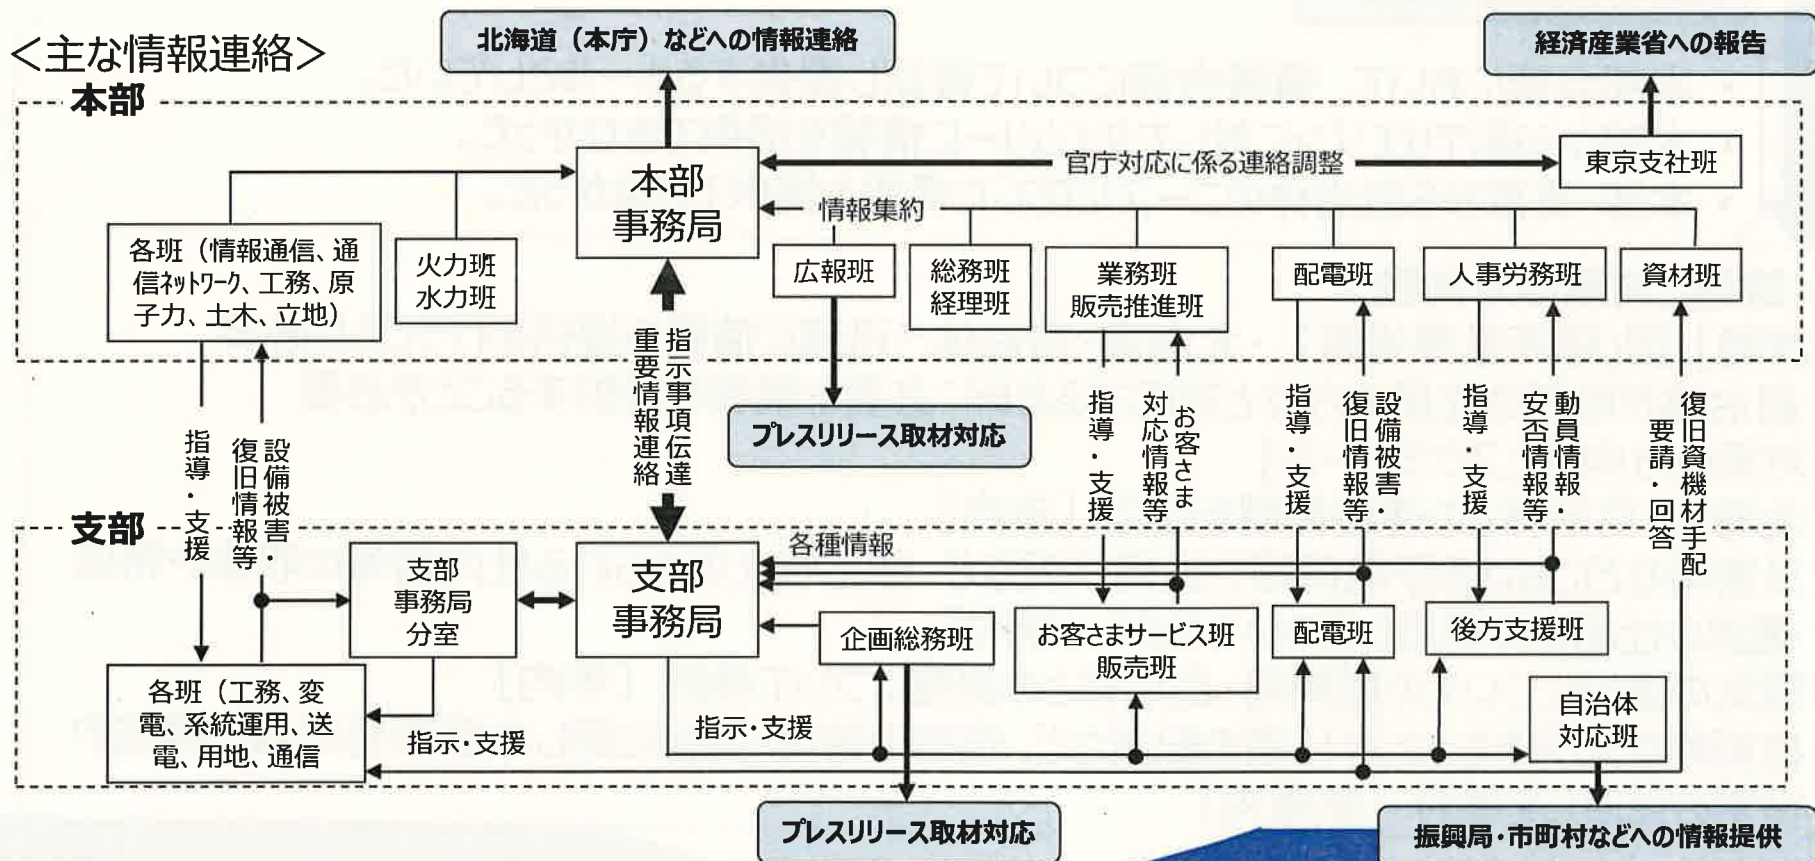 ＜主な情報連絡＞
北海道（本庁）などへの情報連絡
経済産業省への報告
本部
本部
事務局
官庁対応に係る連絡調整
東京支社班
情報集約
各班（情報通信、通
信ネットワーク、工務、原
子力、土木、立地）
火力班
水力班
広報班
総務班
経理班
業務班
販売推進班
配電班
人事労務班
資材班
指示事項伝達
重要情報連絡
プレスリリース取材対応
指導・支援
設備被害・
復旧情報等
指導・支援
お客さま
対応情報等
指導・支援
設備被害・
復旧情報等
指導・支援
動員情報・
安否情報等
復旧資機材手配
要請・回答
支部
支部
事務局
分室
支部
事務局
各種情報
企画総務班
お客さまサービス班
販売班
配電班
後方支援班
自治体
対応班
各班（工務、変
電、系統運用、送
電、用地、通信
指示・支援
指示・支援
プレスリリース取材対応
振興局・市町村などへの情報提供